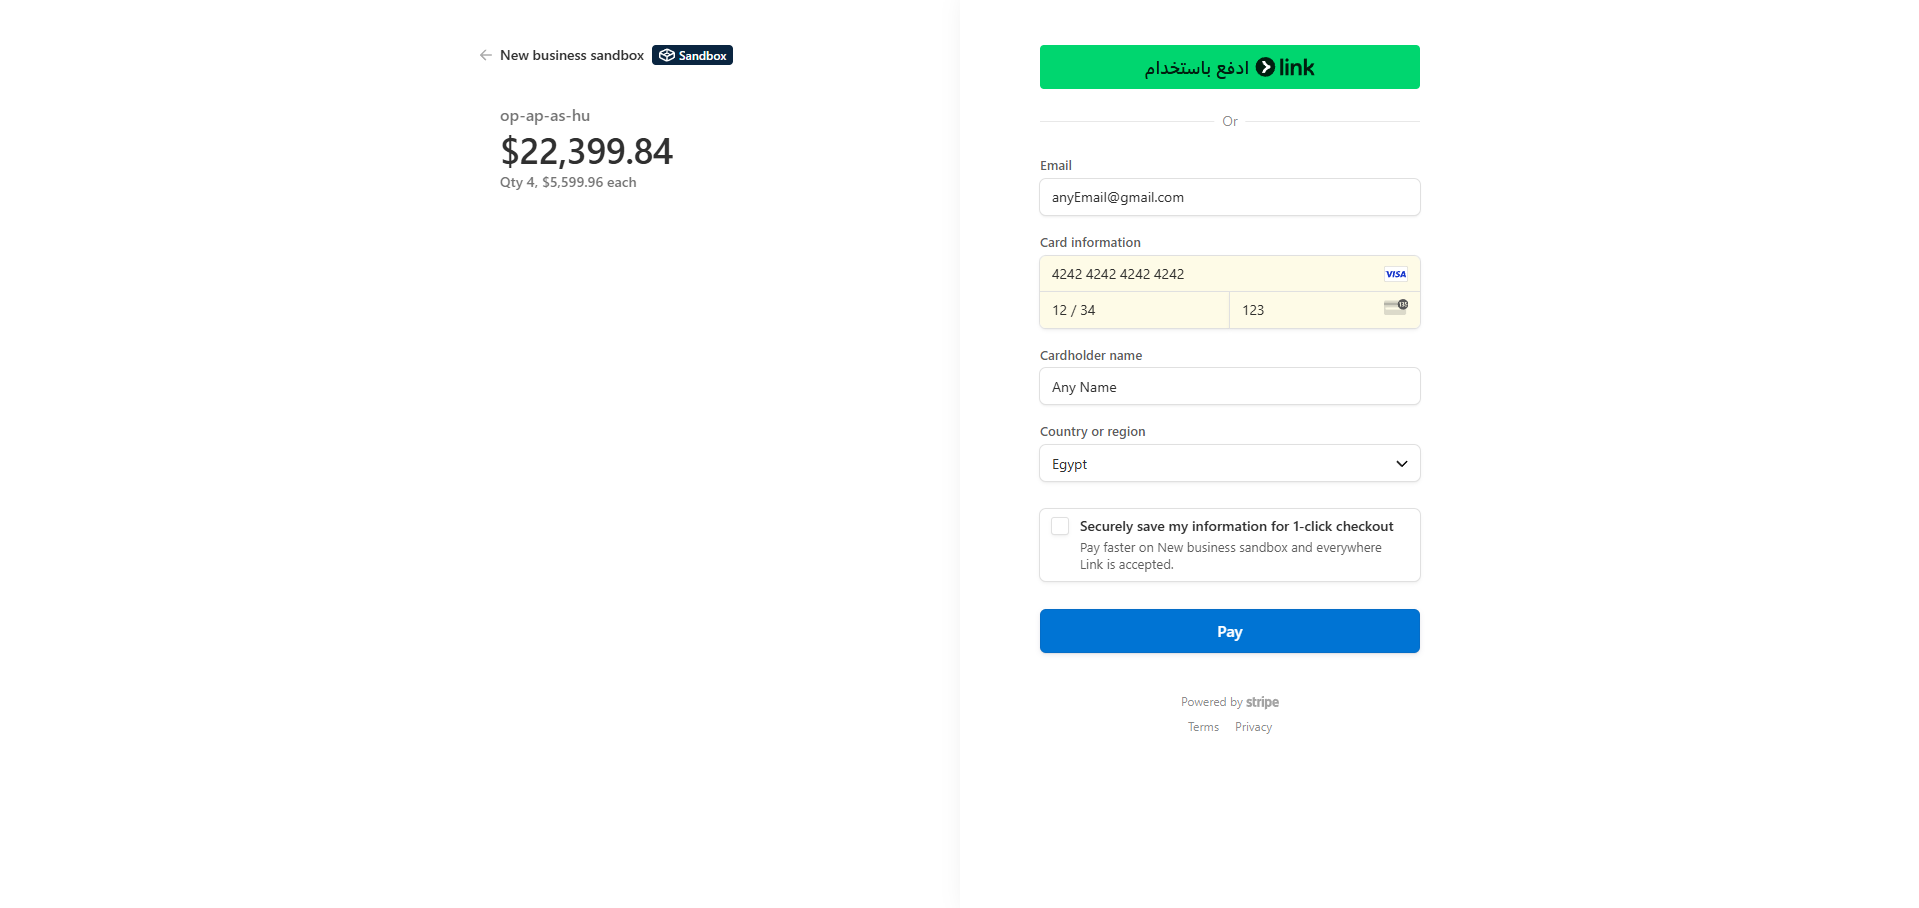 New business sandbox Sandbox
op-ap-as-hu
$22,399.84
Qty 4, $5,599.96 each
ادفع باستخدام link
Or
Email
anyEmail@gmail.com
Card information
4242 4242 4242 4242 VISA
12 / 34 123 135
Cardholder name
Any Name
Country or region
Egypt
Securely save my information for 1-click checkout
Pay faster on New business sandbox and everywhere
Link is accepted.
Pay
Powered by stripe
Terms Privacy